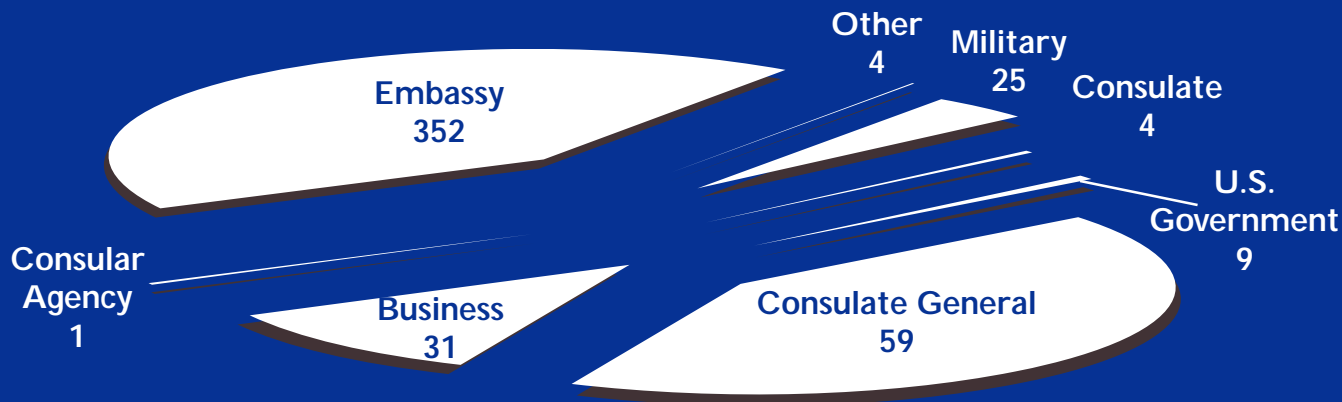 Other
4
Military
25
Consulate
4
Embassy
352
U.S.
Government
9
Consular
Agency
1
Business
31
Consulate General
59